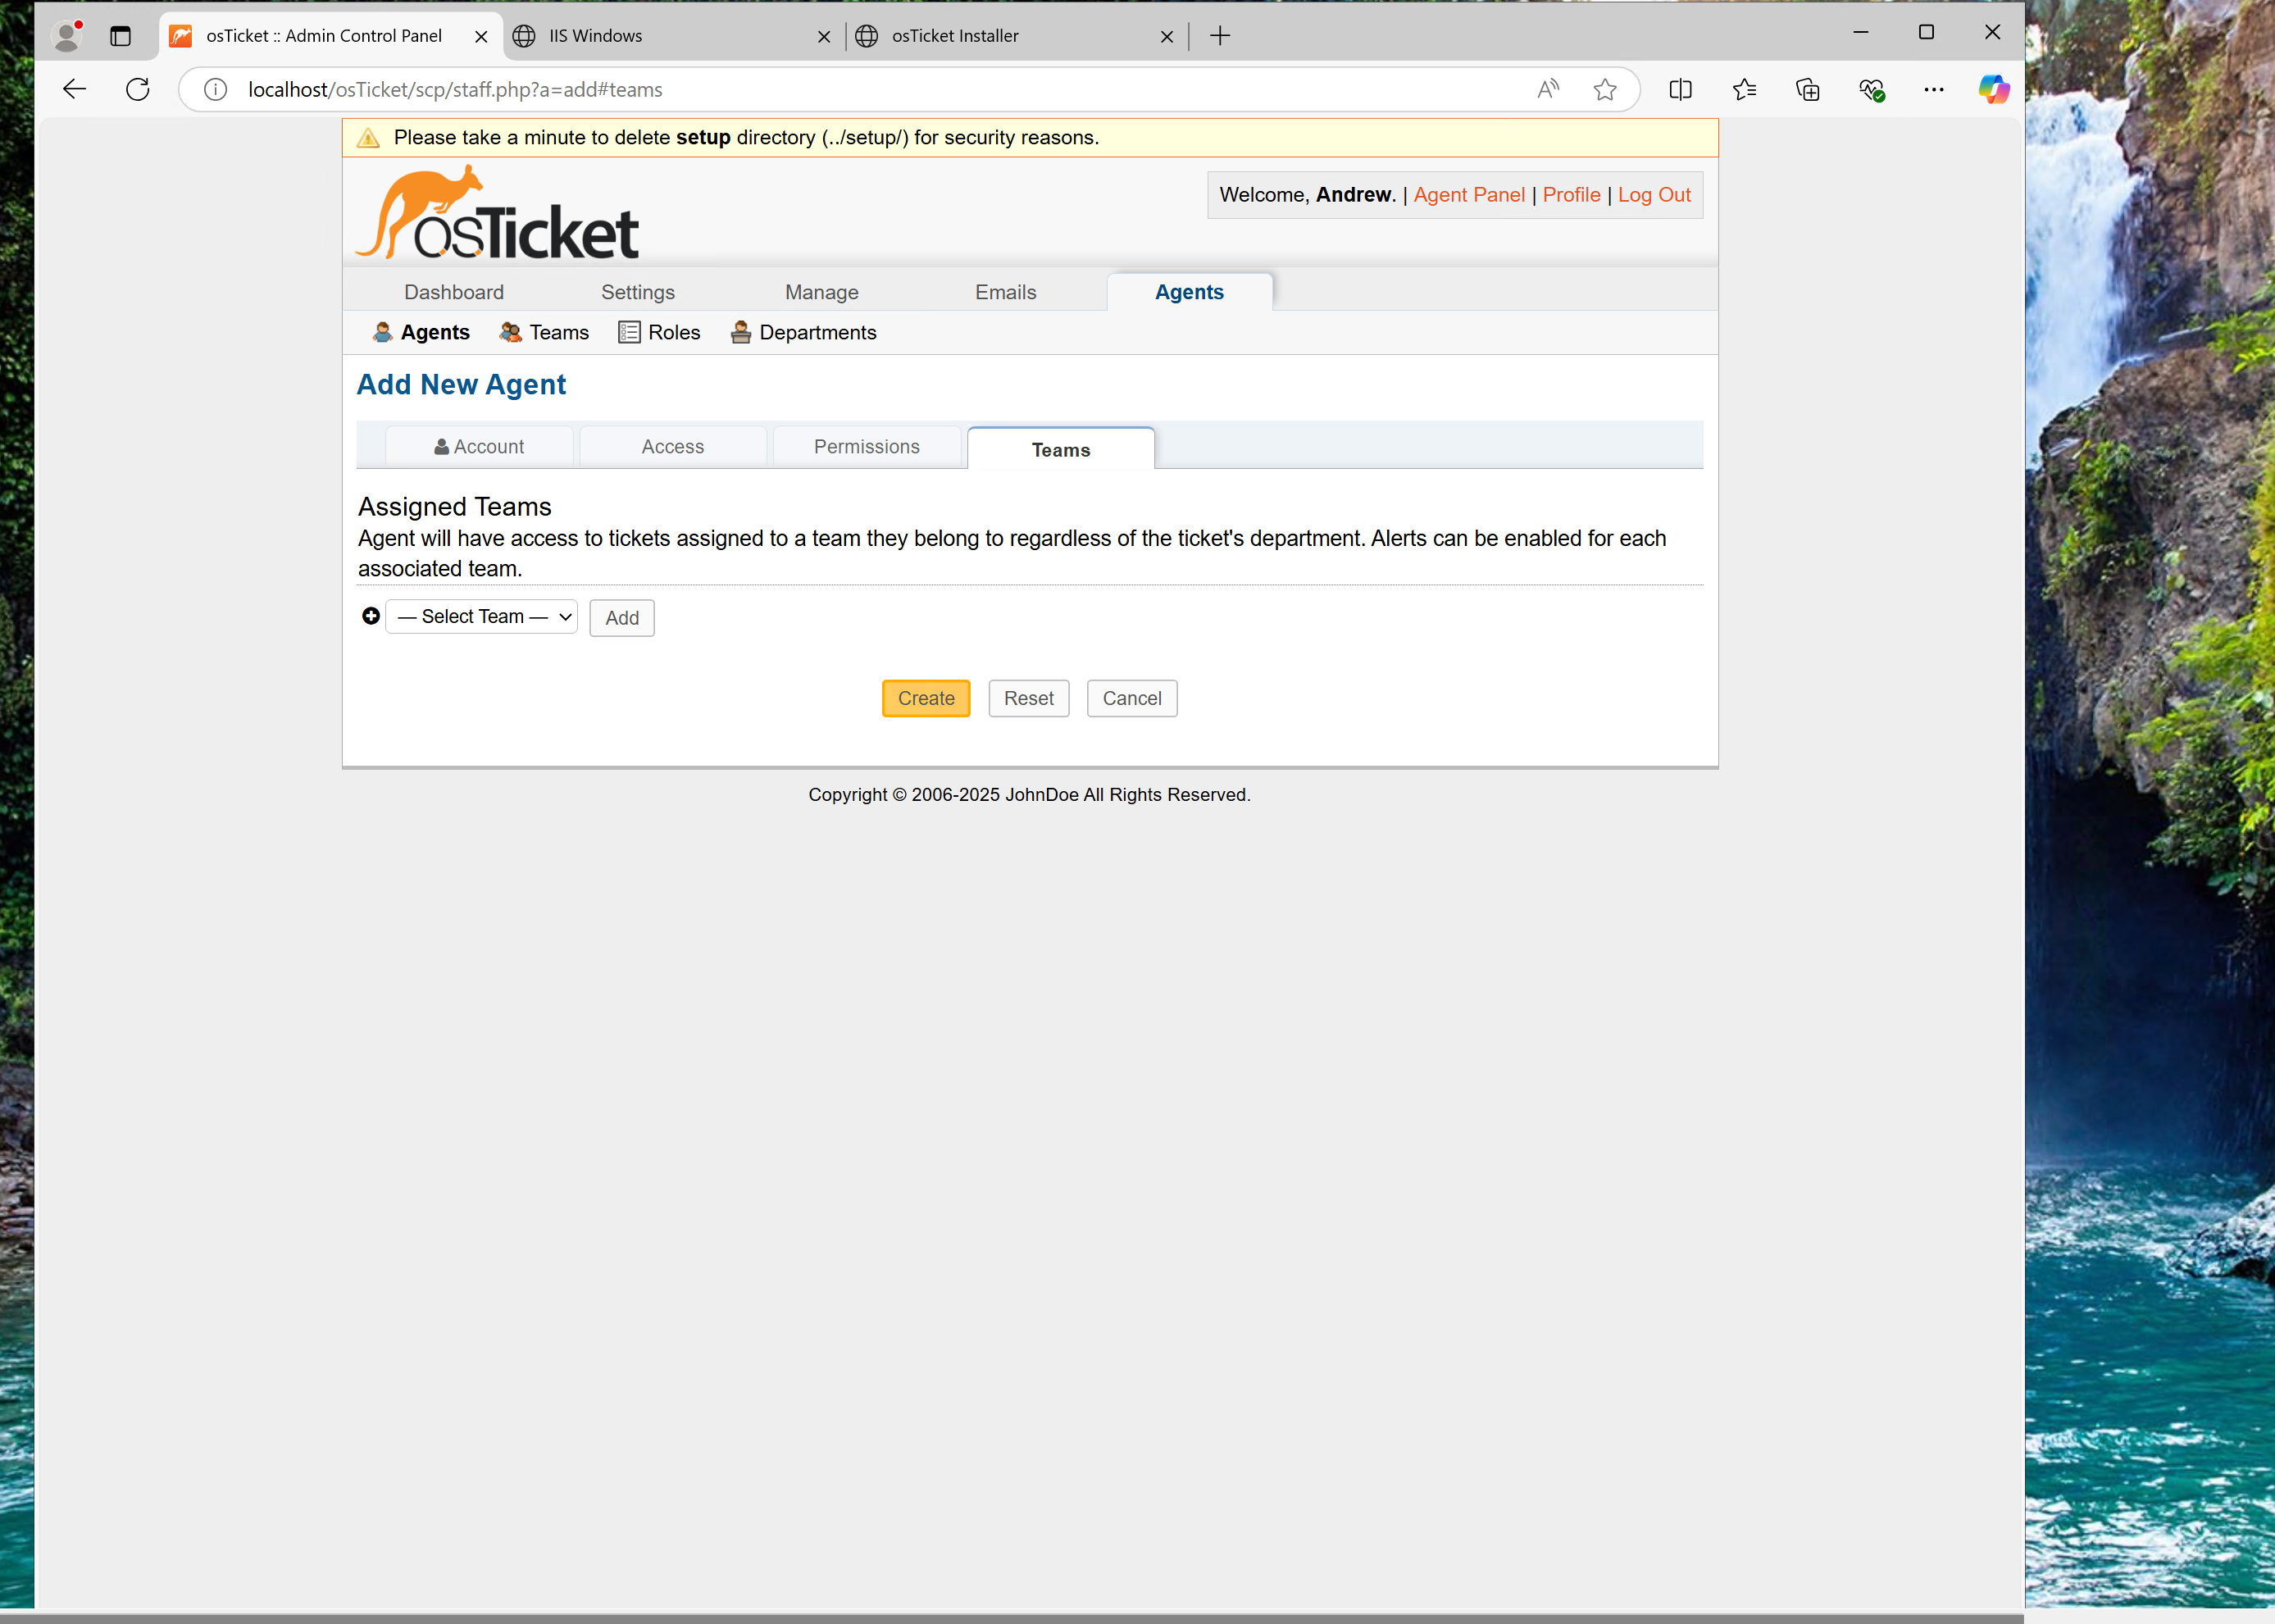 osTicket :: Admin Control Panel
IIS Windows
osTicket Installer
localhost/osTicket/scp/staff.php?a=add#teams
Please take a minute to delete setup directory (../setup/) for security reasons.
osTicket
Welcome, Andrew. | Agent Panel | Profile | Log Out
Dashboard Settings Manage Emails Agents
Agents Teams Roles Departments
Add New Agent
Account Access Permissions Teams
Assigned Teams
Agent will have access to tickets assigned to a team they belong to regardless of the ticket's department. Alerts can be enabled for each
associated team.
— Select Team — Add
Create Reset Cancel
Copyright © 2006-2025 JohnDoe All Rights Reserved.